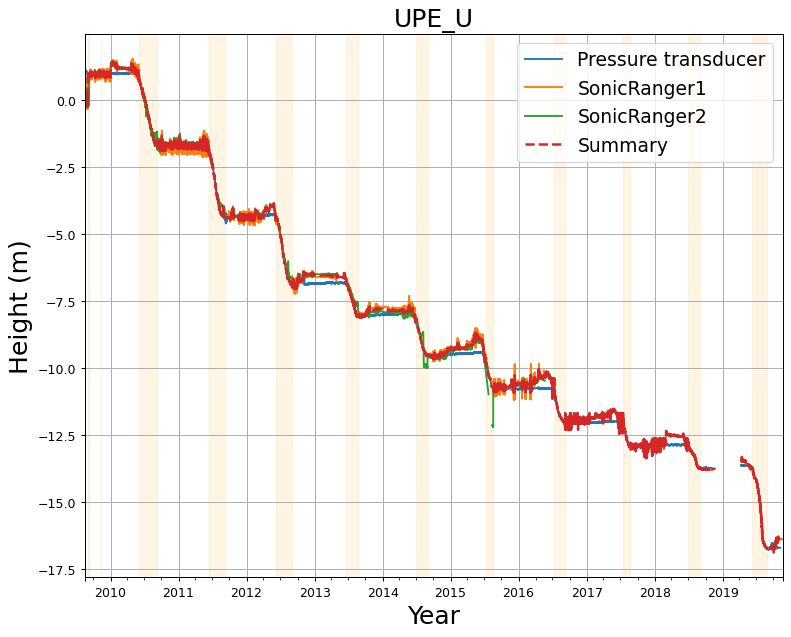 UPE_U
Pressure transducer
SonicRanger1
SonicRanger2
Summary
Height (m)
0.0
−2.5
−5.0
−7.5
−10.0
−12.5
−15.0
−17.5
2010 2011 2012 2013 2014 2015 2016 2017 2018 2019
Year